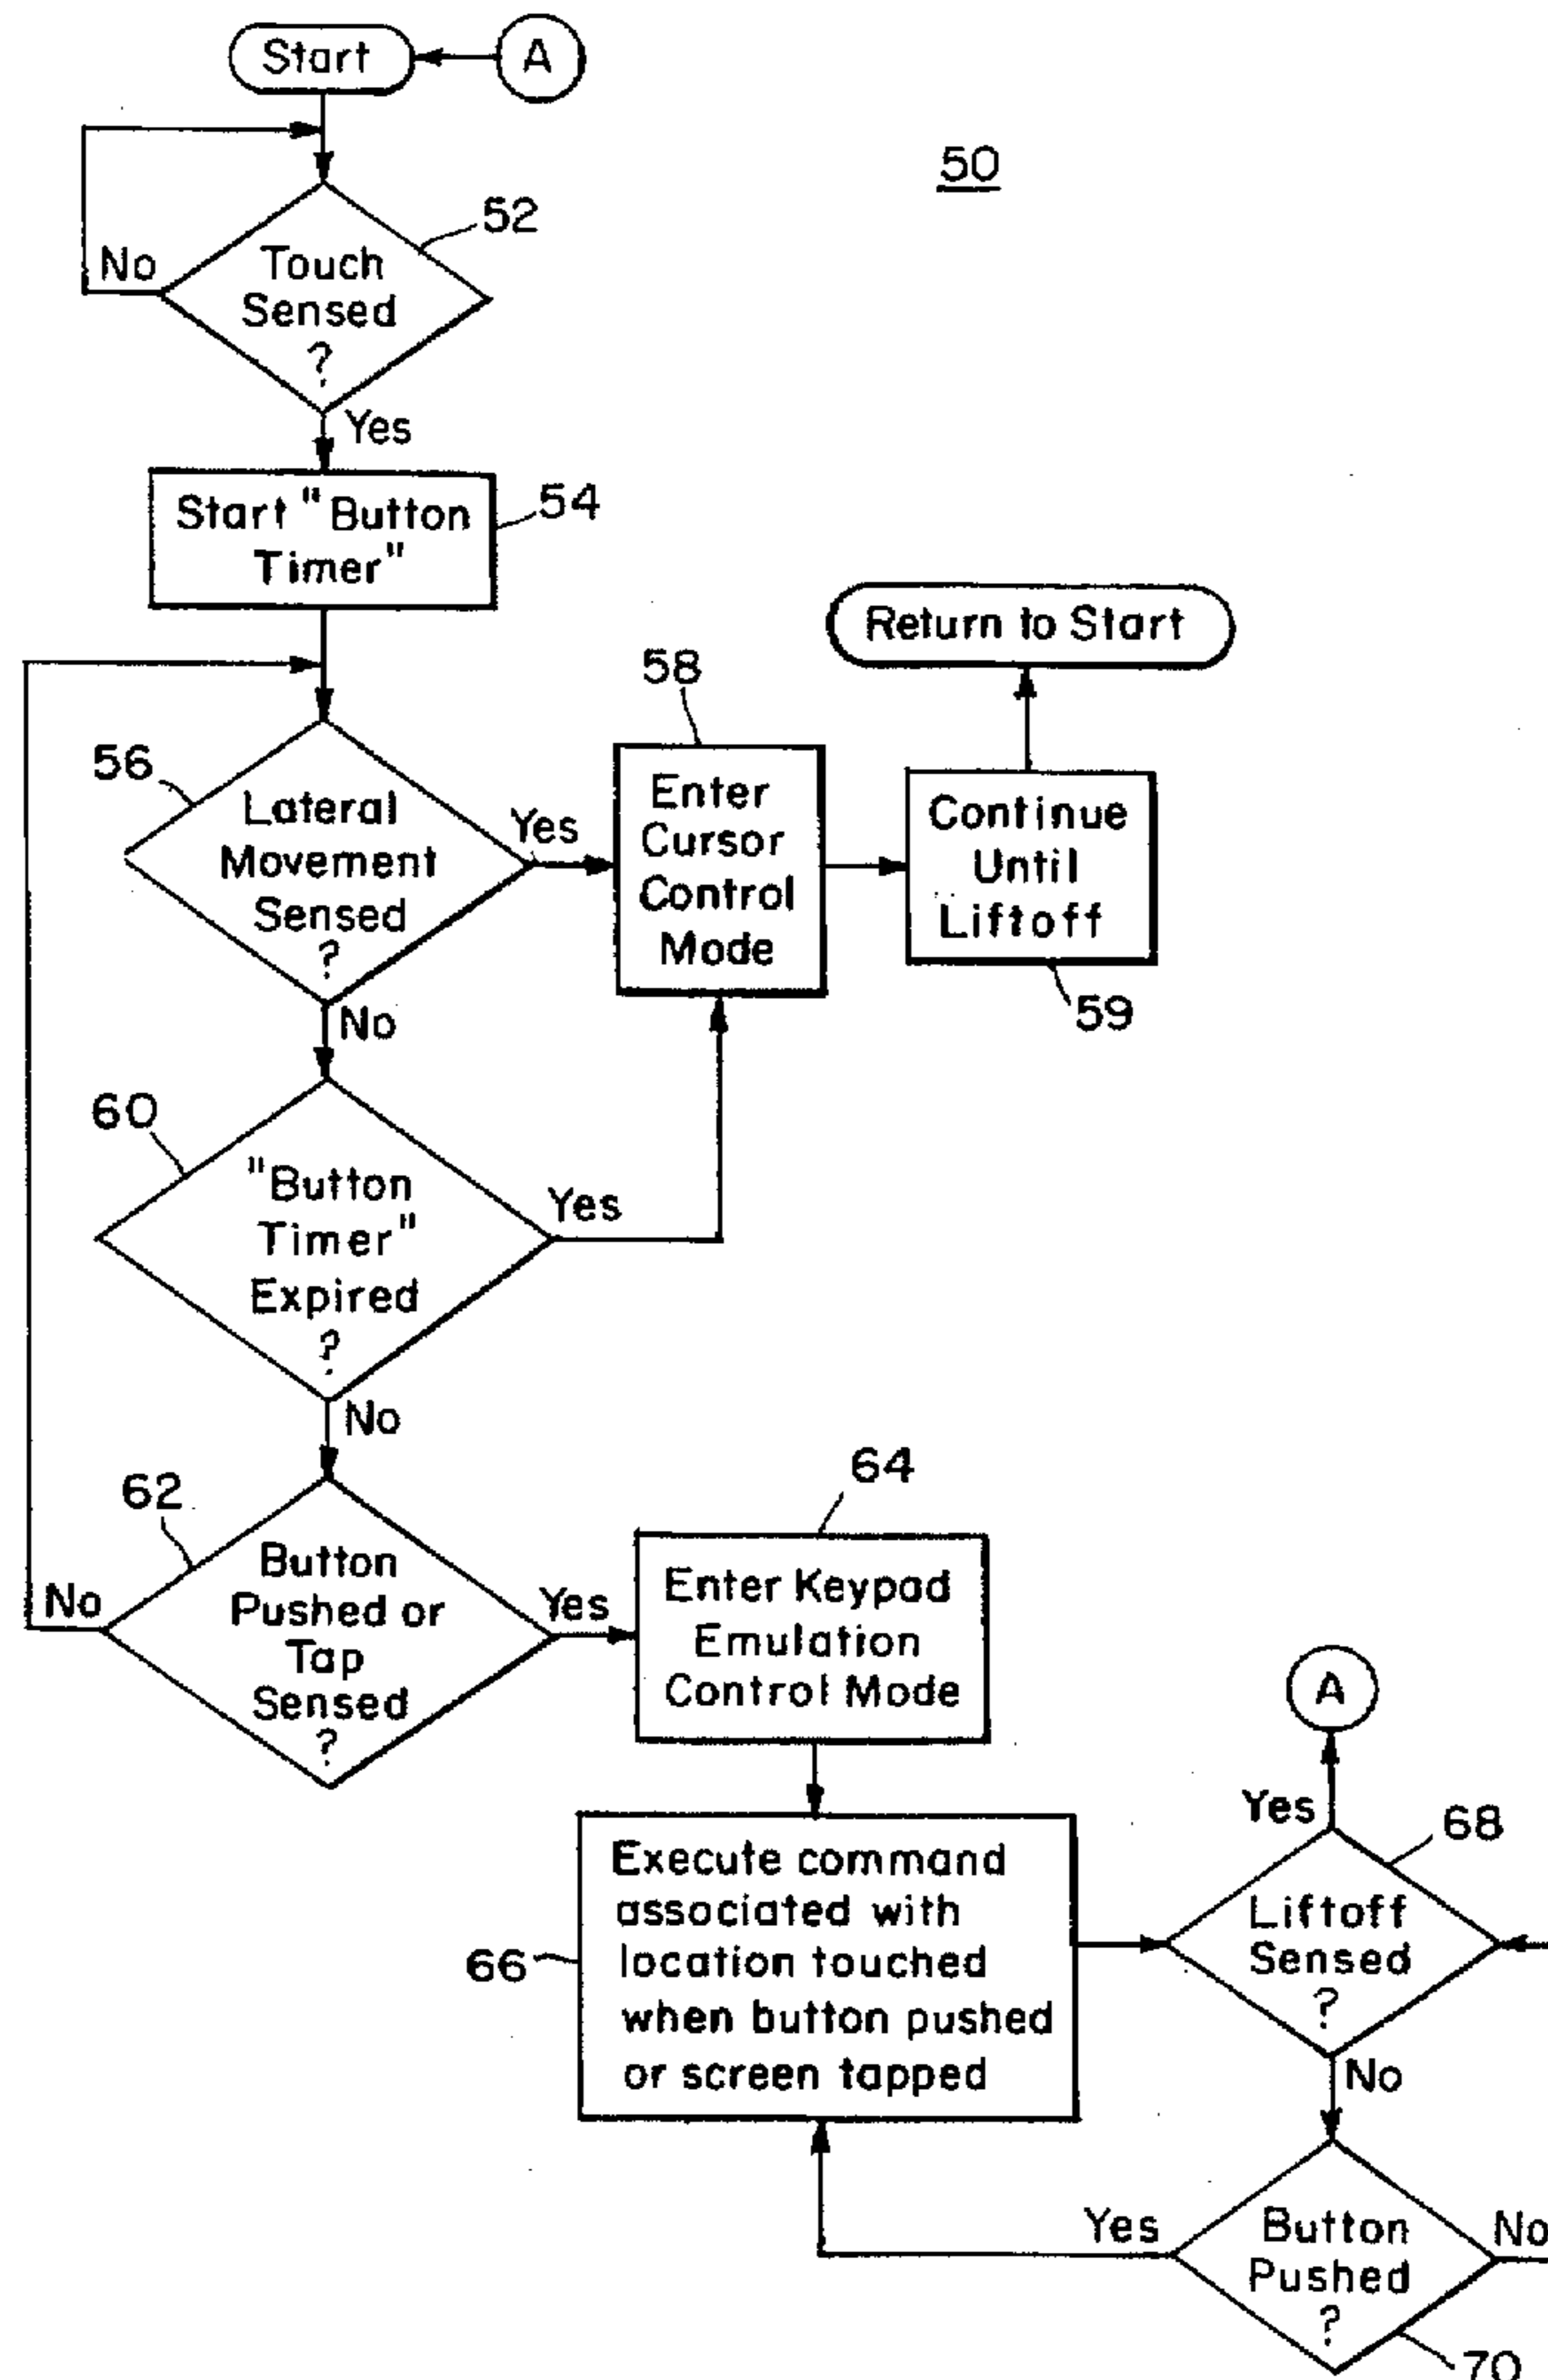 Start
A
50
52
No
Touch
Sensed
?
Yes
Start "Button
Timer"
54
Return to Start
58
56
Lateral
Movement
Sensed
?
Yes
Enter
Cursor
Control
Mode
Continue
Until
Liftoff
59
No
60
"Button
Timer"
Expired
?
Yes
No
62
Button
Pushed or
Tap
Sensed
?
No
Yes
64
Enter Keypad
Emulation
Control Mode
A
Yes
68
Execute command
associated with
location touched
when button pushed
or screen tapped
66
Liftoff
Sensed
?
No
Yes
Button
Pushed
?
No
70